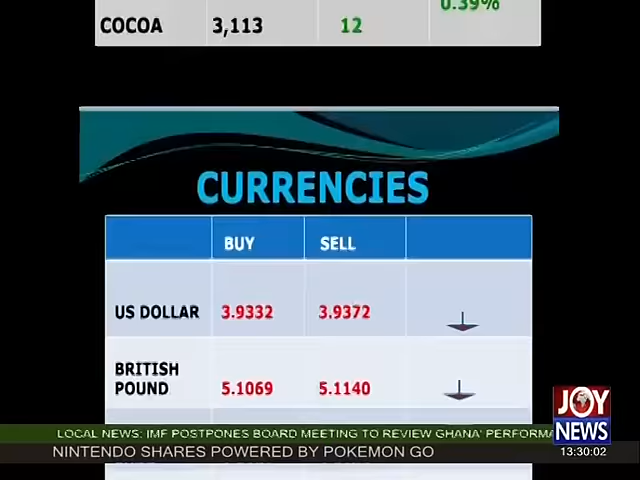 0.39%
COCOA 3,113 12
CURRENCIES
BUY SELL
US DOLLAR 3.9332 3.9372
BRITISH
POUND 5.1069 5.1140
JOY
NEWS
LOCAL NEWS: IMF POSTPONES BOARD MEETING TO REVIEW GHANA' PERFORMA
NINTENDO SHARES POWERED BY POKEMON GO
13:30:02